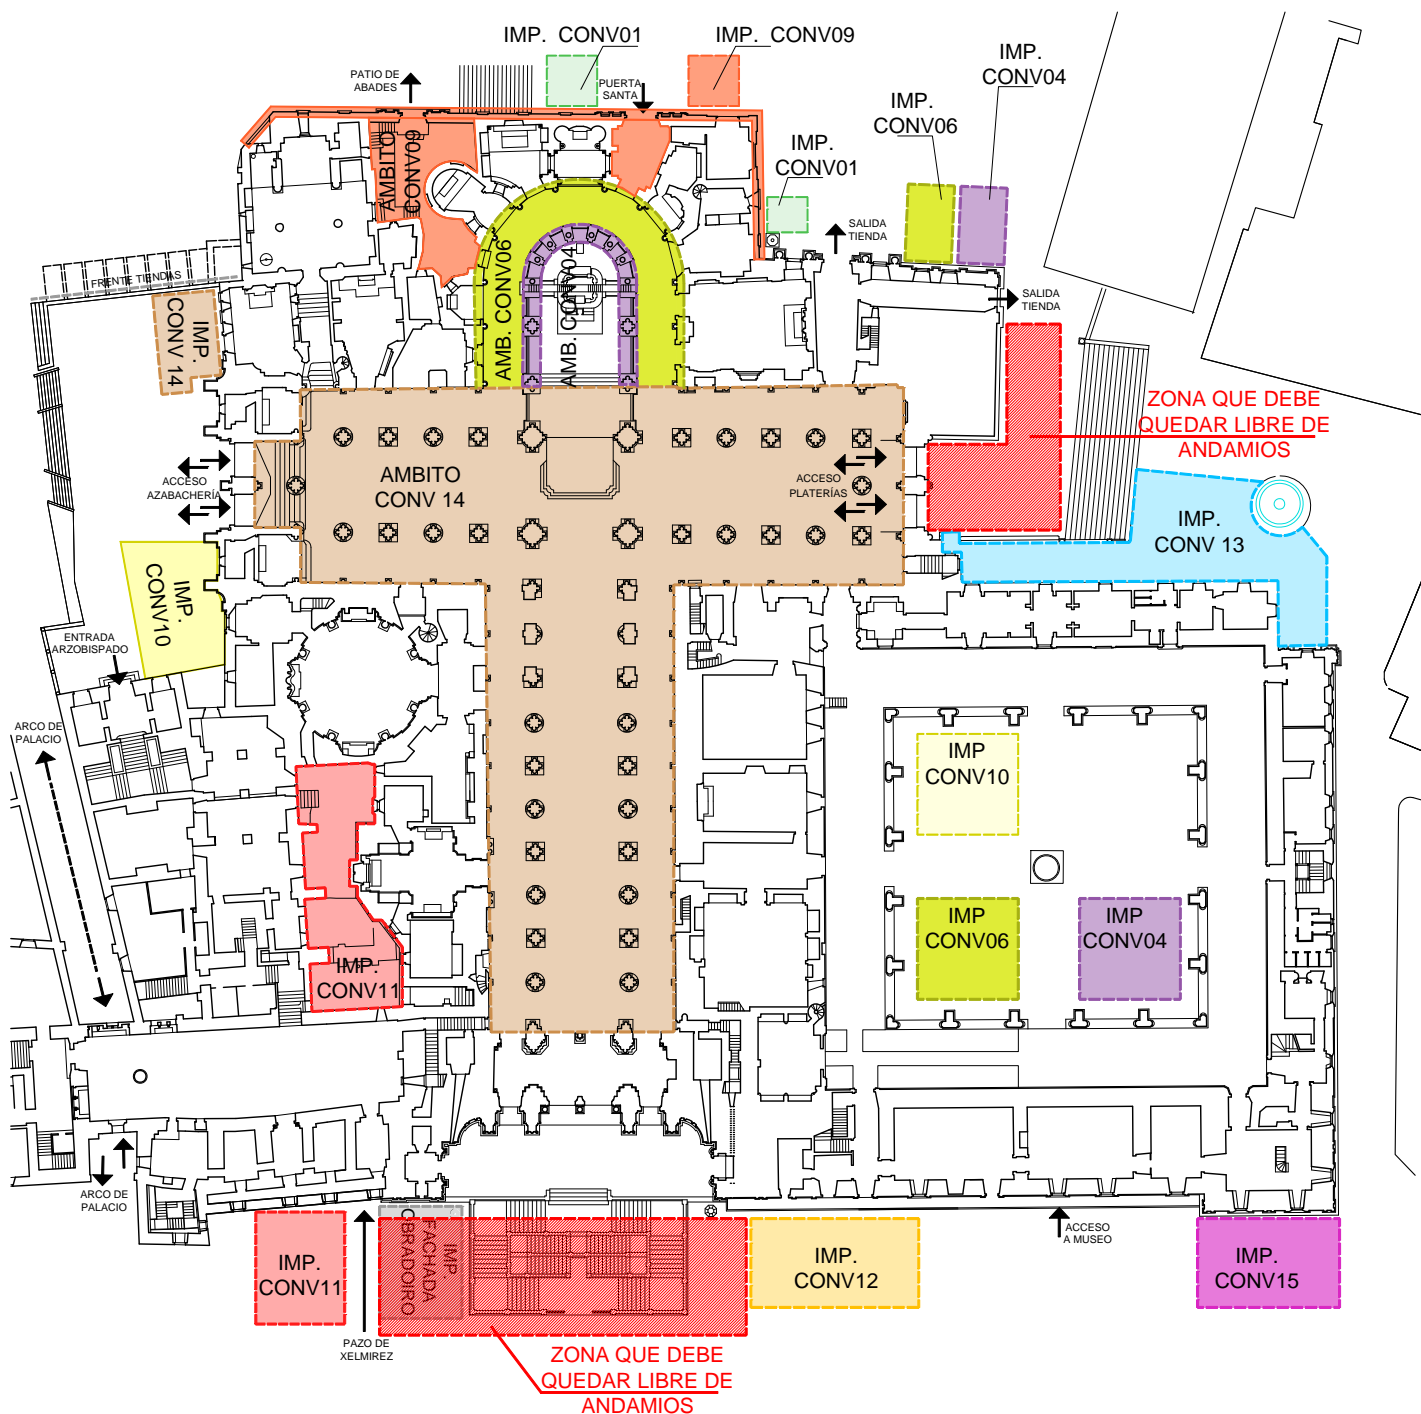 IMP. CONV01
IMP. CONV09
IMP.
CONV04
PATIO DE
ABADES
PUERTA
SANTA
IMP.
CONV06
IMP.
CONV01
AMBITO
CONV09
SALIDA
TIENDA
FRENTE TIENDAS
AMB. CONV06
AMB. CONV04
SALIDA
TIENDA
IMP.
CONV 14
ZONA QUE DEBE
QUEDAR LIBRE DE
ANDAMIOS
AMBITO
CONV 14
ACCESO
AZABACHERÍA
ACCESO
PLATERÍAS
IMP.
CONV 13
IMP.
CONV10
ENTRADA
ARZOBISPADO
ARCO DE
PALACIO
IMP
CONV10
IMP
CONV06
IMP
CONV04
IMP.
CONV11
ARCO DE
PALACIO
ACCESO
A MUSEO
IMP.
CONV11
IMP.
FACHADA
OBRADOIRO
IMP.
CONV12
IMP.
CONV15
PAZO DE
XELMIREZ
ZONA QUE DEBE
QUEDAR LIBRE DE
ANDAMIOS